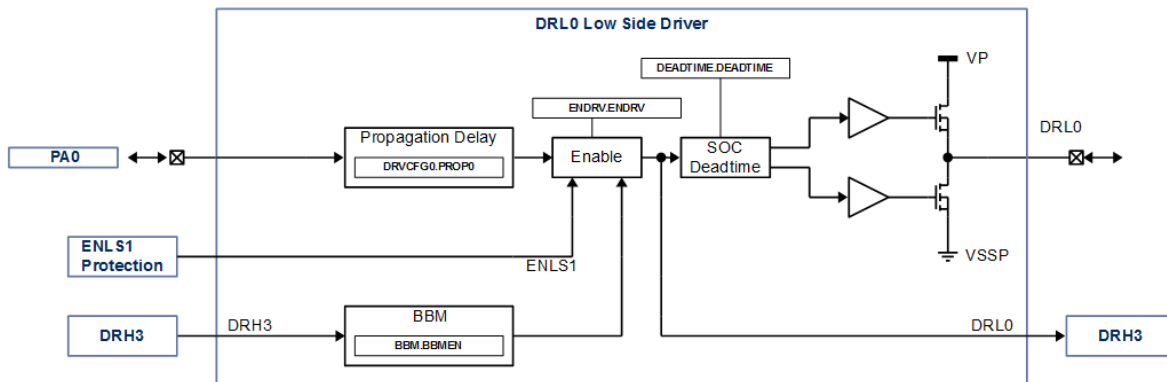 DRL0 Low Side Driver
VP
DEADTIME.DEADTIME
ENDRV.ENDRV
Propagation Delay
DRVCFG0.PROP0
PA0
Enable
SOC
Deadtime
DRL0
ENLS1
Protection
ENLS1
VSSP
DRH3
DRH3
BBM
BBM.BBMEN
DRL0
DRH3